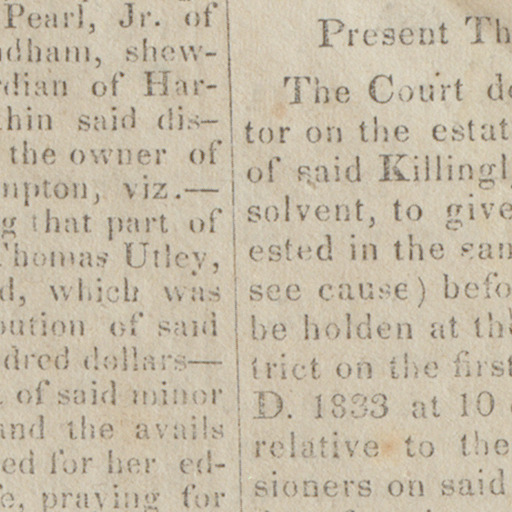 Pearl, Jr. of
dham, shew-
rdian of Har-
thin said dis-
the owner of
mpton, viz.—
g that part of
Thomas Utley,
d, which was
bution of said
dred dollars—
of said minor
and the avails
ed for her ed-
fe, praying for
Present Th
The Court d
tor on the estat
of said Killingl
solvent, to give
ested in the sam
see cause) befo
be holden at th
trict on the first
D. 1833 at 10
relative to the
sioners on said